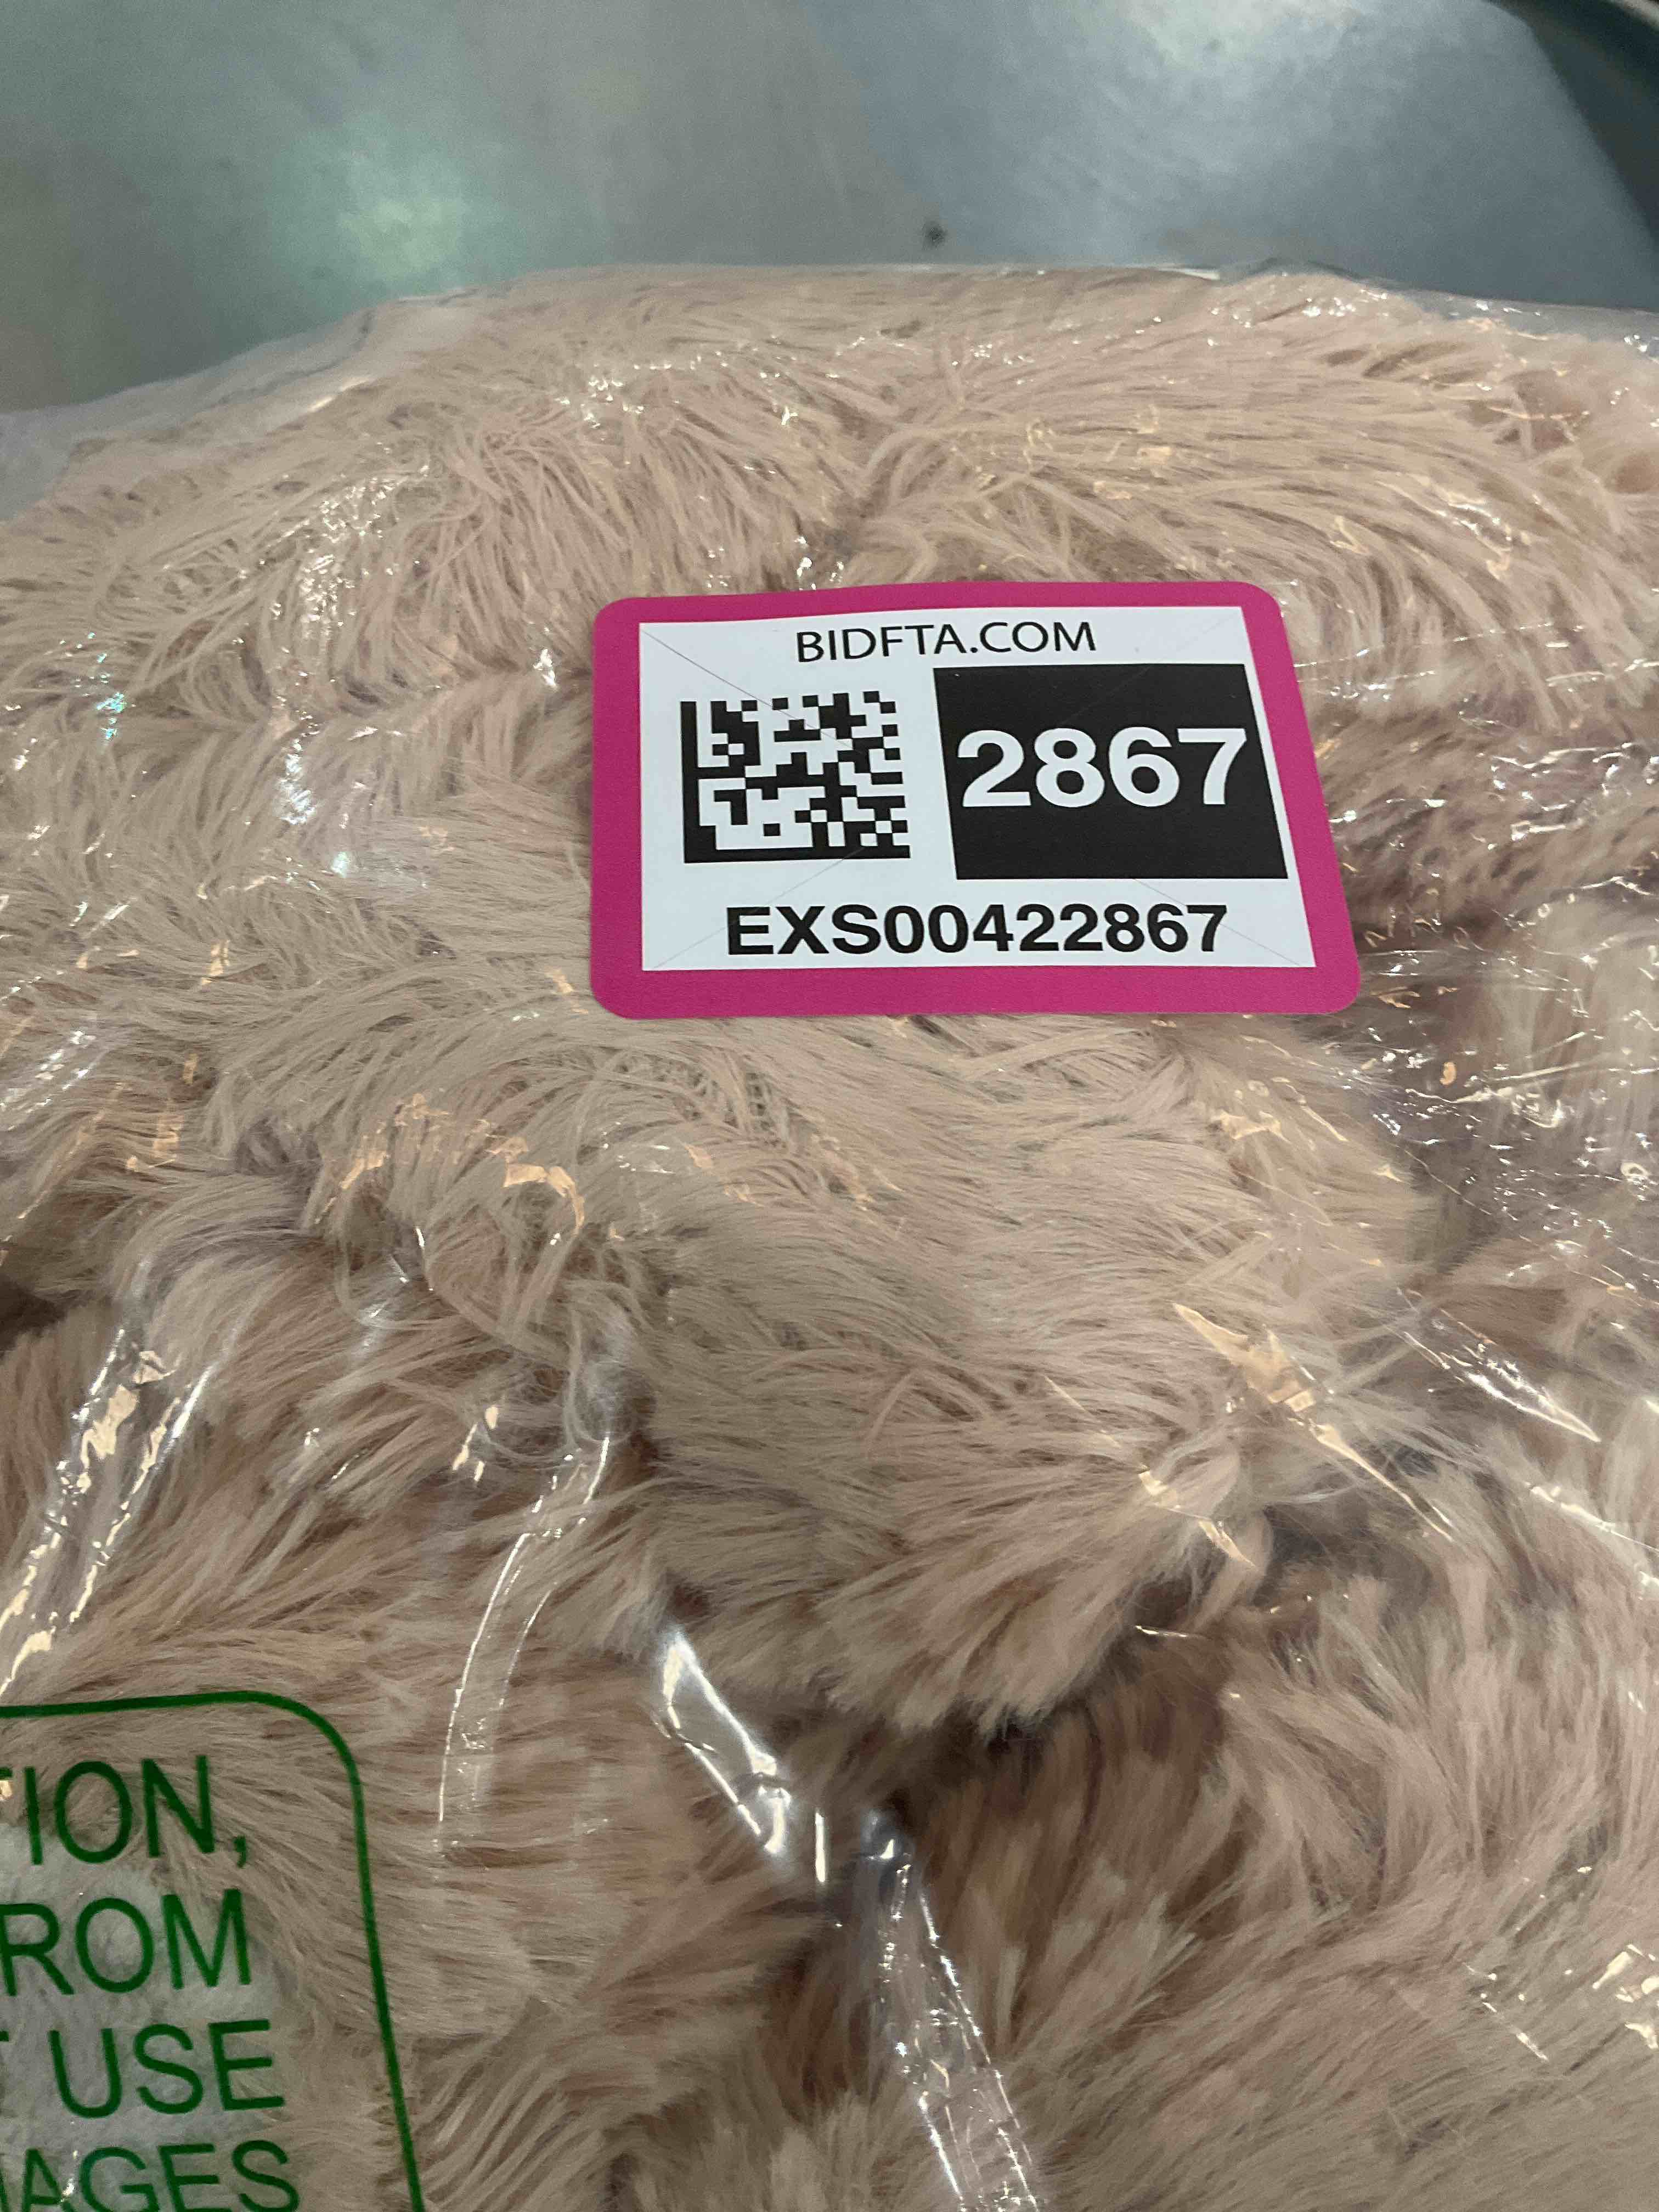 BIDFTA.COM
2867
EXS00422867
TION,
ROM
USE
AGES